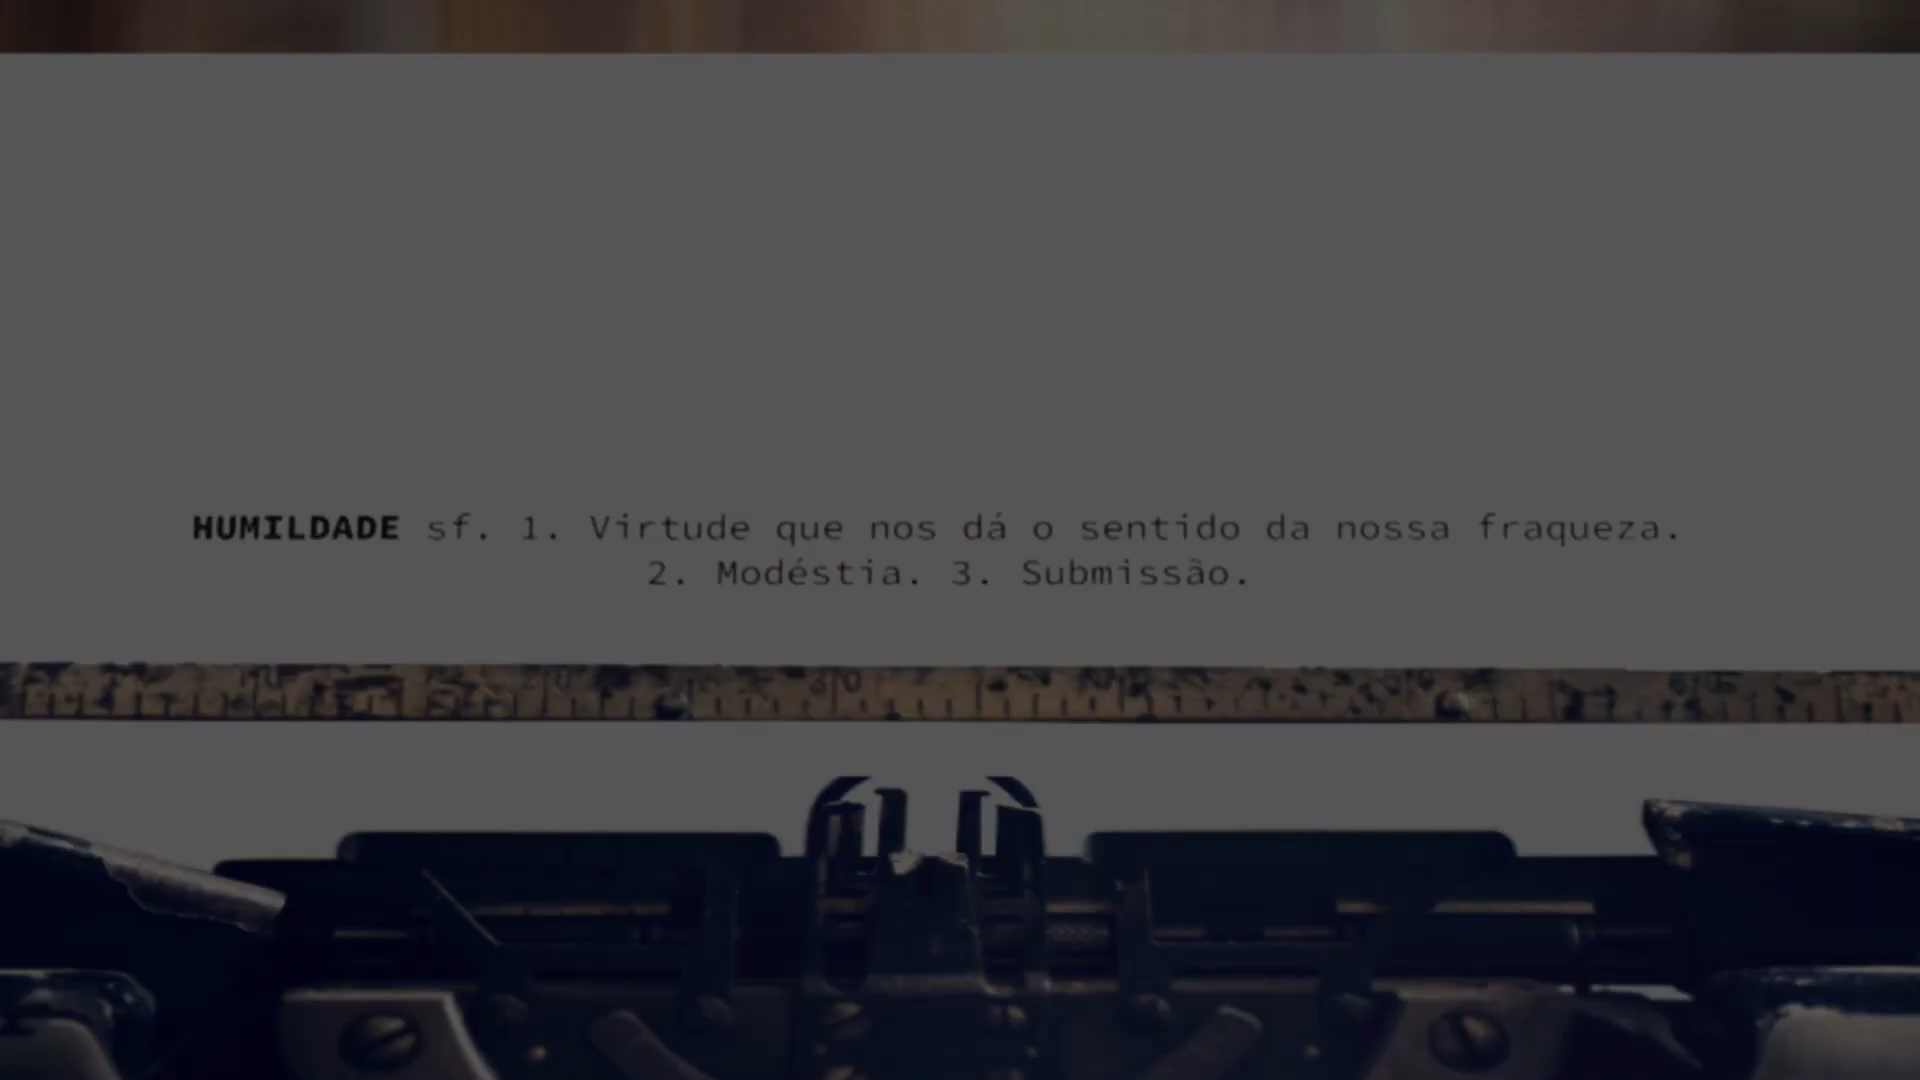 HUMILDADE sf. 1. Virtude que nos dá o sentido da nossa fraqueza.
2. Modéstia. 3. Submissão.